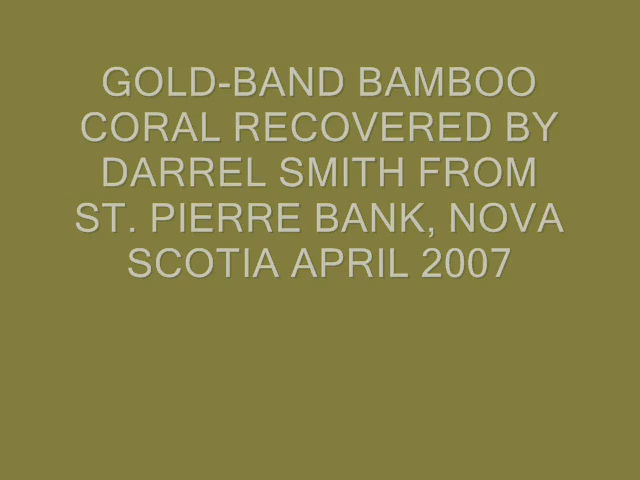 GOLD-BAND BAMBOO
CORAL RECOVERED BY
DARREL SMITH FROM
ST. PIERRE BANK, NOVA
SCOTIA APRIL 2007